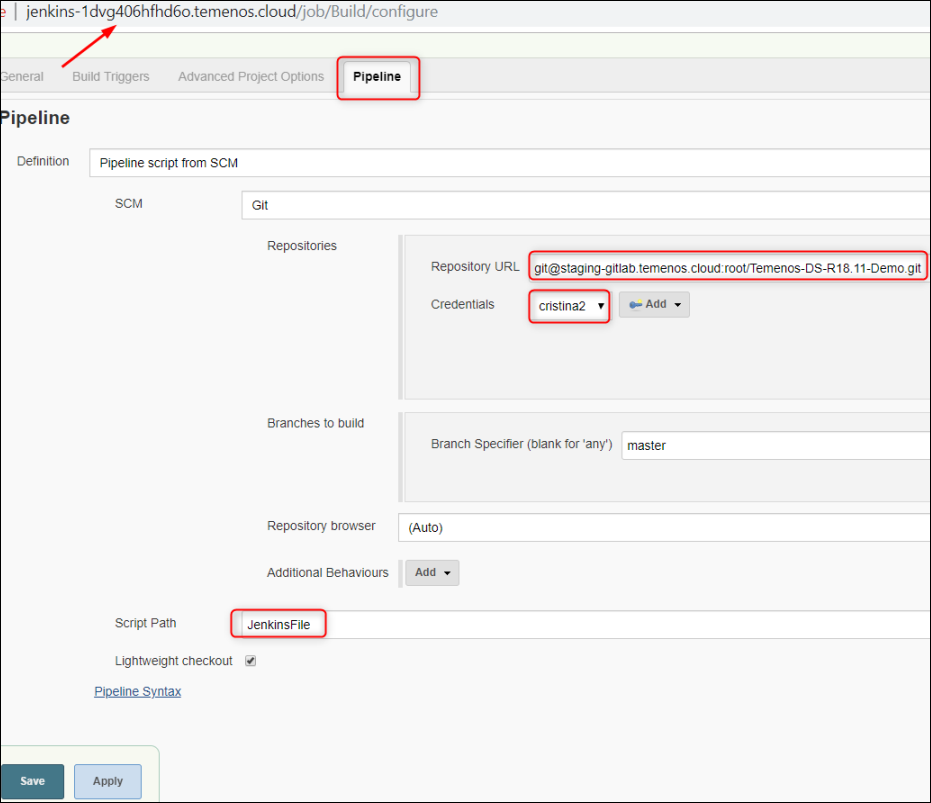 e | jenkins-1dvg406hfhd6o.temenos.cloud/job/Build/configure
General Build Triggers Advanced Project Options Pipeline
Pipeline
Definition Pipeline script from SCM
SCM Git
Repositories
Repository URL git@staging-gitlab.temenos.cloud:root/Temenos-DS-R18.11-Demo.git
Credentials cristina2 Add
Branches to build
Branch Specifier (blank for 'any') master
Repository browser (Auto)
Additional Behaviours Add
Script Path JenkinsFile
Lightweight checkout
Pipeline Syntax
Save Apply